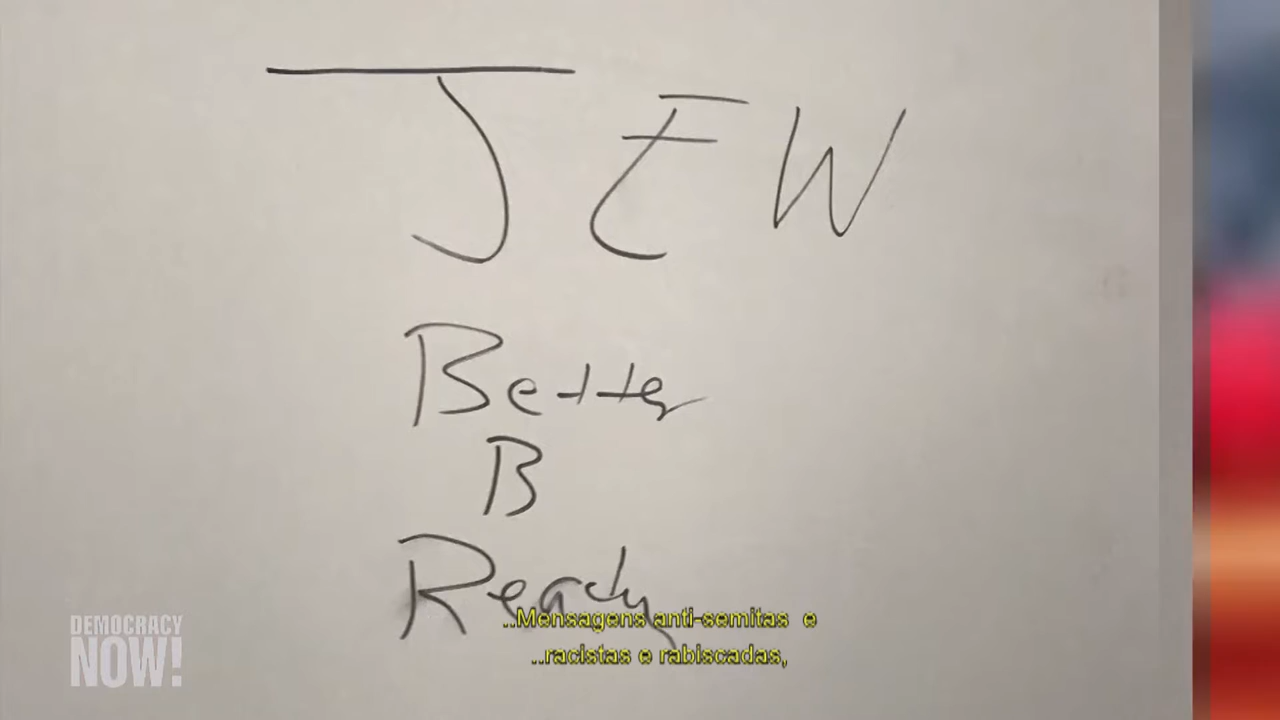 JEW
Better
B
Ready
..Mensagens anti-semitas e
..racistas e rabiscadas,
DEMOCRACY
NOW!